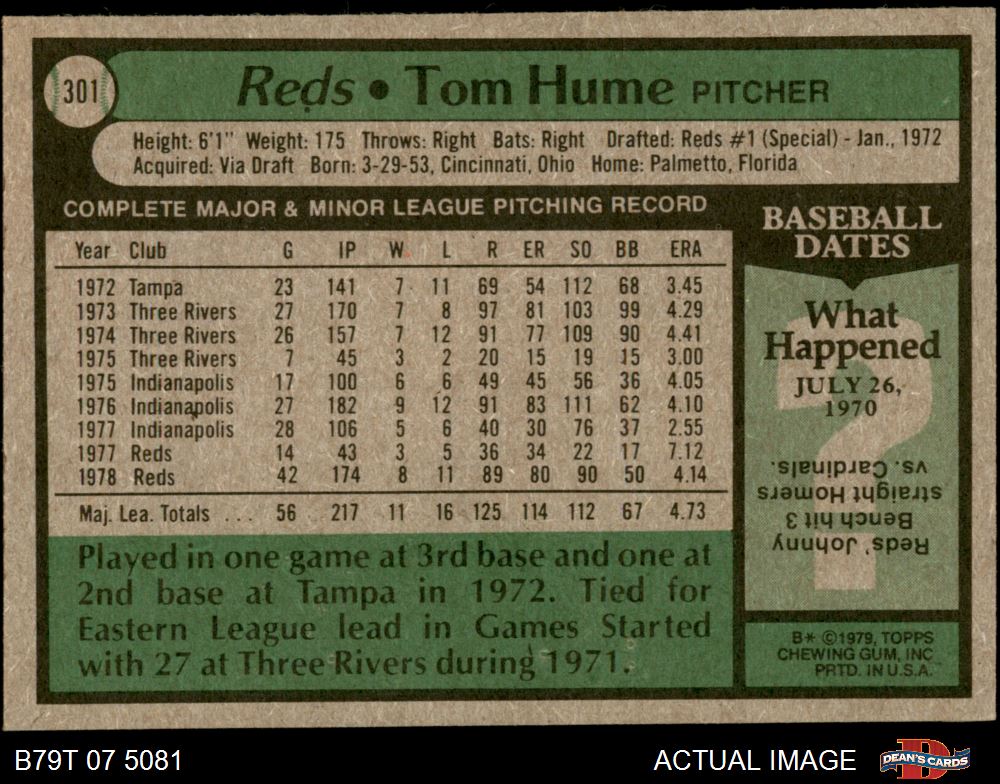 301
Reds • Tom Hume PITCHER
Height: 6'1" Weight: 175 Throws: Right Bats: Right Drafted: Reds #1 (Special) - Jan., 1972
Acquired: Via Draft Born: 3-29-53, Cincinnati, Ohio Home: Palmetto, Florida
COMPLETE MAJOR & MINOR LEAGUE PITCHING RECORD
Year Club G IP W L R ER SO BB ERA
1972 Tampa 23 141 7 11 69 54 112 68 3.45
1973 Three Rivers 27 170 7 8 97 81 103 99 4.29
1974 Three Rivers 26 157 7 12 91 77 109 90 4.41
1975 Three Rivers 7 45 3 2 20 15 19 15 3.00
1975 Indianapolis 17 100 6 6 49 45 56 36 4.05
1976 Indianapolis 27 182 9 12 91 83 111 62 4.10
1977 Indianapolis 28 106 5 6 40 30 76 37 2.55
1977 Reds 14 43 3 5 36 34 22 17 7.12
1978 Reds 42 174 8 11 89 80 90 50 4.14
Maj. Lea. Totals ... 56 217 11 16 125 114 112 67 4.73
Played in one game at 3rd base and one at
2nd base at Tampa in 1972. Tied for
Eastern League lead in Games Started
with 27 at Three Rivers during 1971.
BASEBALL
DATES
What
Happened
JULY 26,
1970
?
Reds' Johnny
Bench hit 3
straight Homers
vs. Cardinals.
B* ©1979, TOPPS
CHEWING GUM, INC
PRTD. IN U.S.A.
B79T 07 5081
ACTUAL IMAGE
D
DEAN'S CARDS